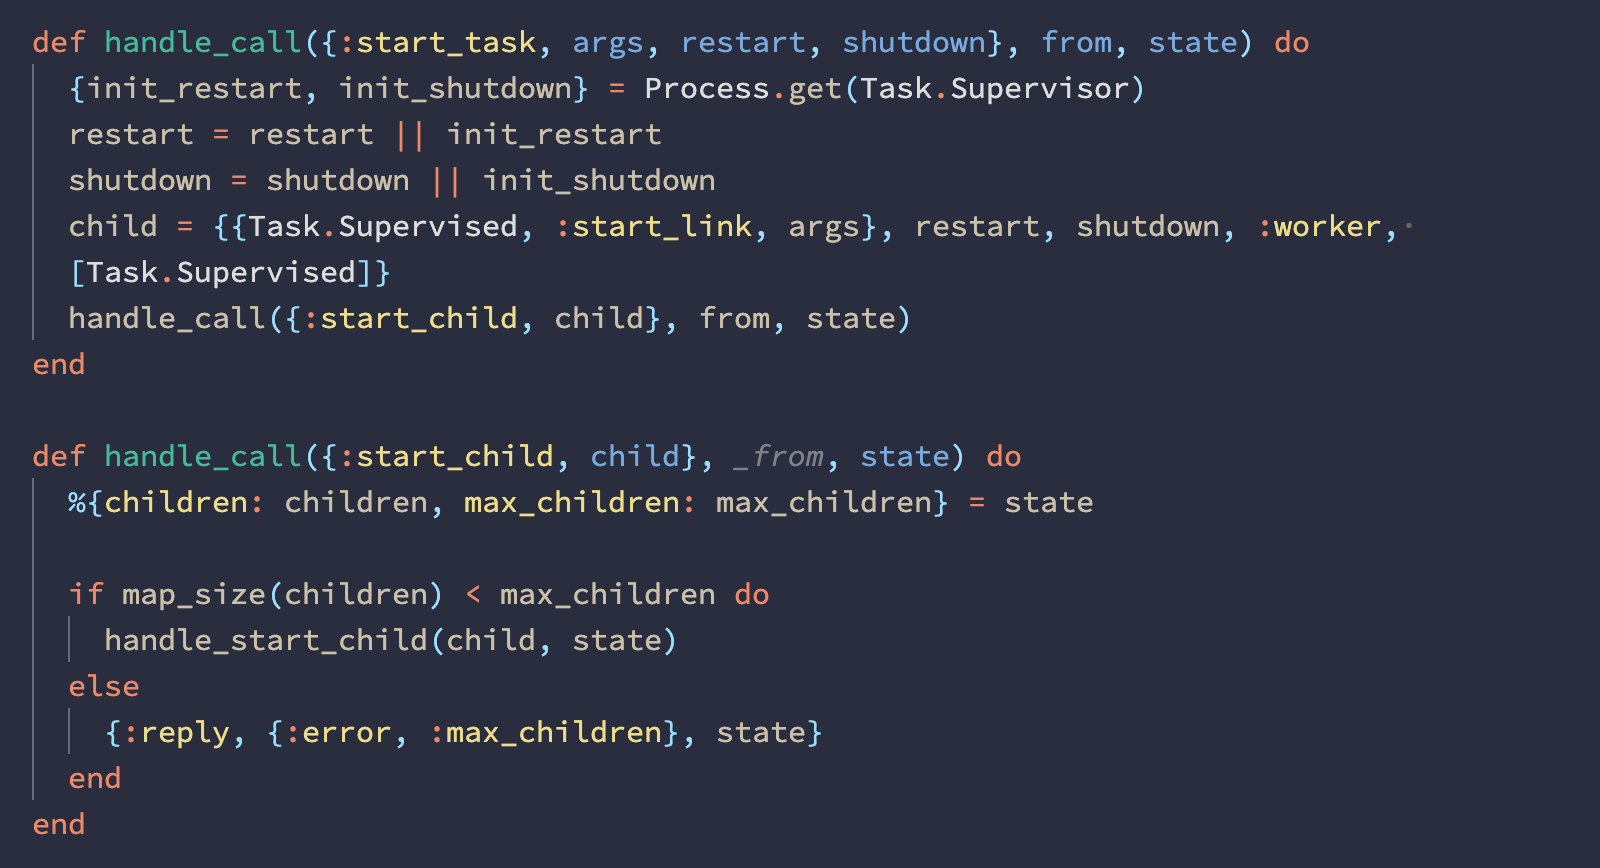 def handle_call({:start_task, args, restart, shutdown}, from, state) do
  {init_restart, init_shutdown} = Process.get(Task.Supervisor)
  restart = restart || init_restart
  shutdown = shutdown || init_shutdown
  child = {{Task.Supervised, :start_link, args}, restart, shutdown, :worker,
  [Task.Supervised]}
  handle_call({:start_child, child}, from, state)
end

def handle_call({:start_child, child}, _from, state) do
  %{children: children, max_children: max_children} = state

  if map_size(children) < max_children do
    handle_start_child(child, state)
  else
    {:reply, {:error, :max_children}, state}
  end
end